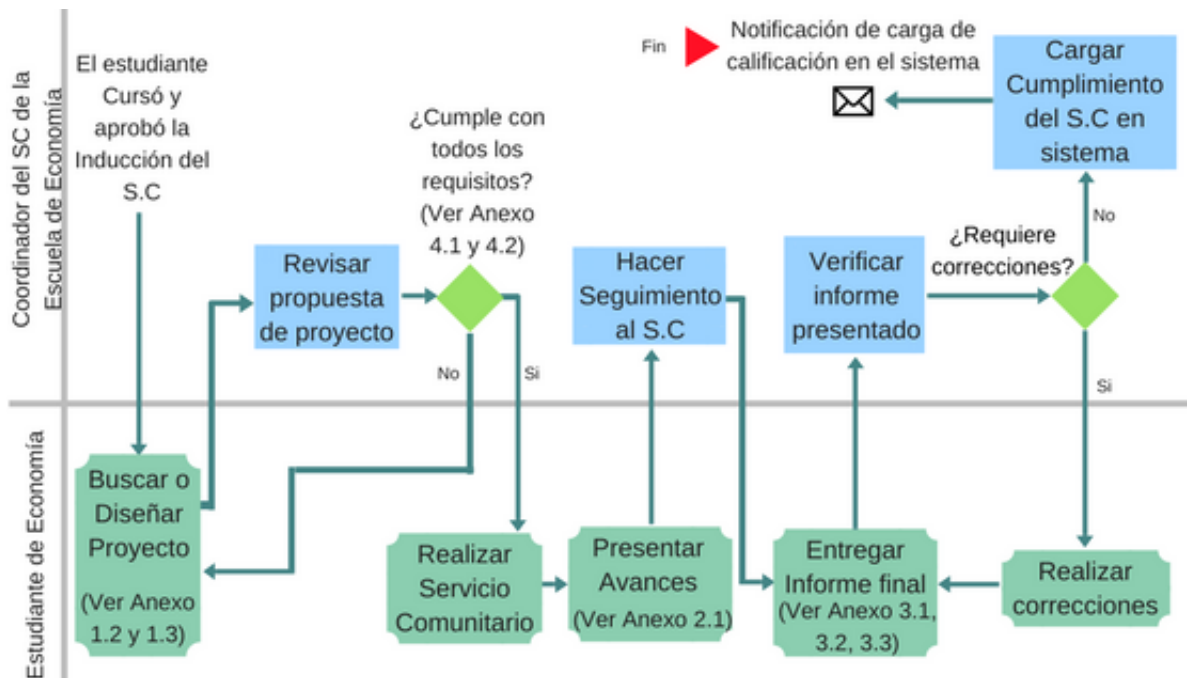 Coordinador del SC de la
Escuela de Economía
El estudiante
Cursó y
aprobó la
Inducción del
S.C
Revisar
propuesta
de proyecto
¿Cumple con
todos los
requisitos?
(Ver Anexo
4.1 y 4.2)
No
Si
Hacer
Seguimiento
al S.C
Verificar
informe
presentado
¿Requiere
correcciones?
No
Si
Cargar
Cumplimiento
del S.C en
sistema
Notificación de carga de
calificación en el sistema
Fin
Estudiante de Economía
Buscar o
Diseñar
Proyecto
(Ver Anexo
1.2 y 1.3)
Realizar
Servicio
Comunitario
Presentar
Avances
(Ver Anexo 2.1)
Entregar
Informe final
(Ver Anexo 3.1,
3.2, 3.3)
Realizar
correcciones